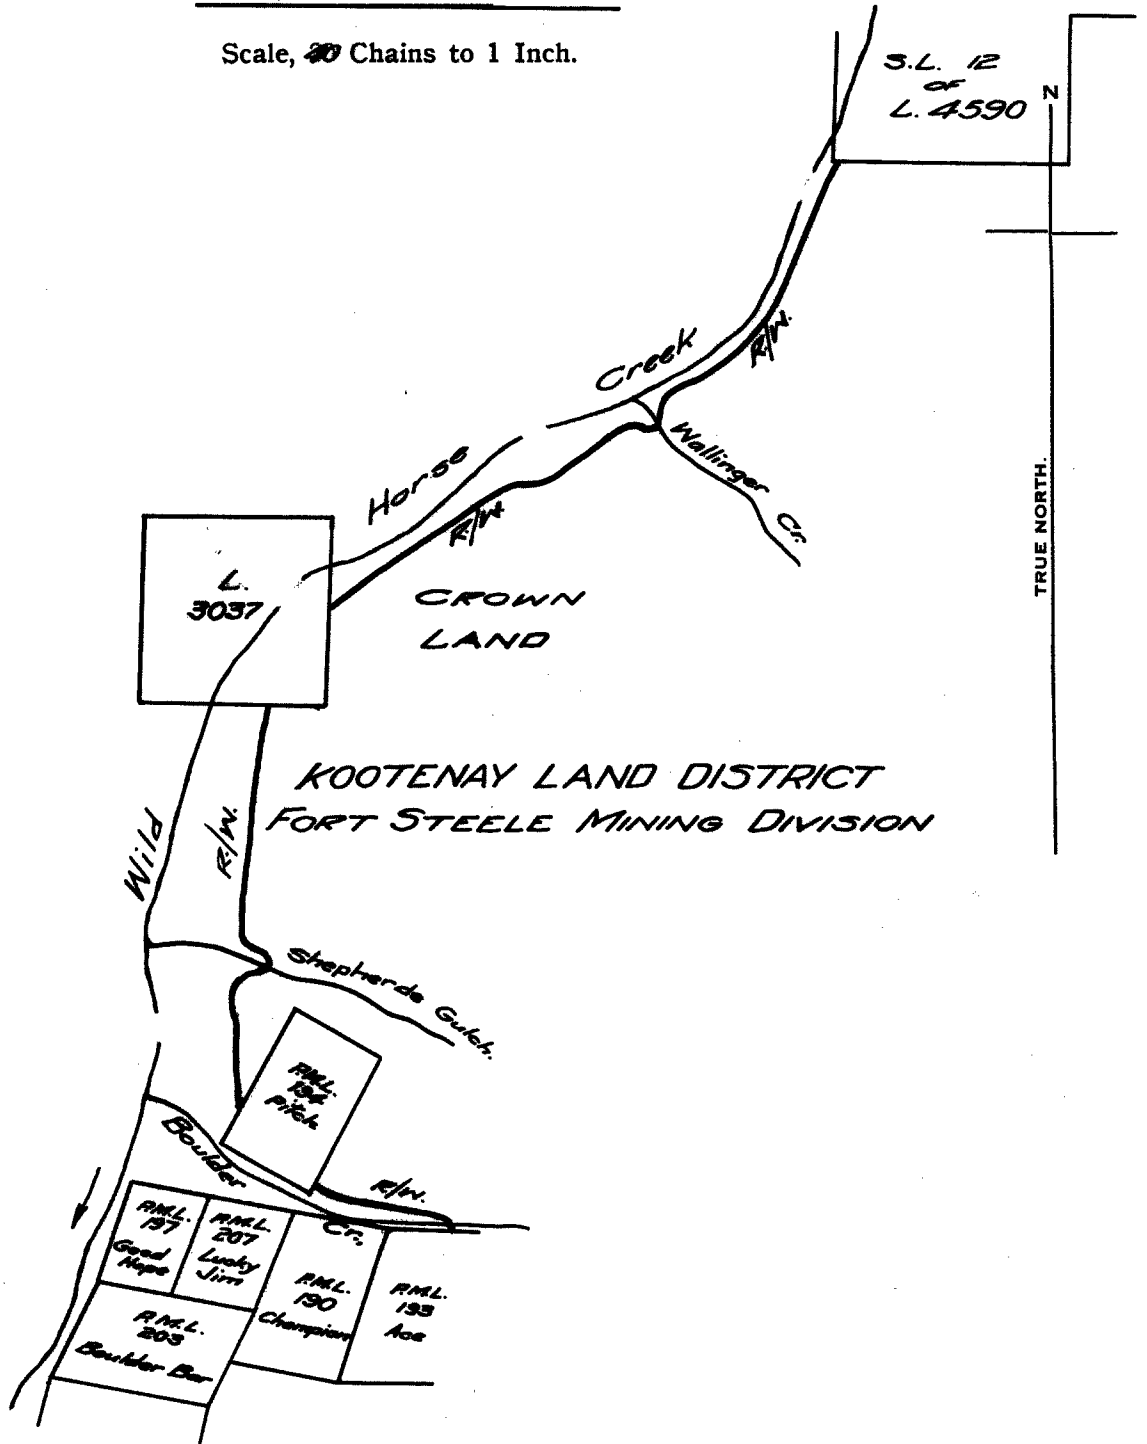 Scale, Chains to 1 Inch.
S.L. 12
OF
L. 4590
N
TRUE NORTH.
Creek
R/W.
Horse
R/W.
Wallinger Cr.
L.
3037
CROWN
LAND
KOOTENAY LAND DISTRICT
FORT STEELE MINING DIVISION
Wild
R/W.
Shepherds Gulch.
P.M.L.
Pitch
Boulder
Cr.
R/W.
P.M.L.
197
Good
Hope
P.M.L.
207
Lucky
Jim
P.M.L.
190
Champion
P.M.L.
193
Ace
P.M.L.
203
Boulder Bar